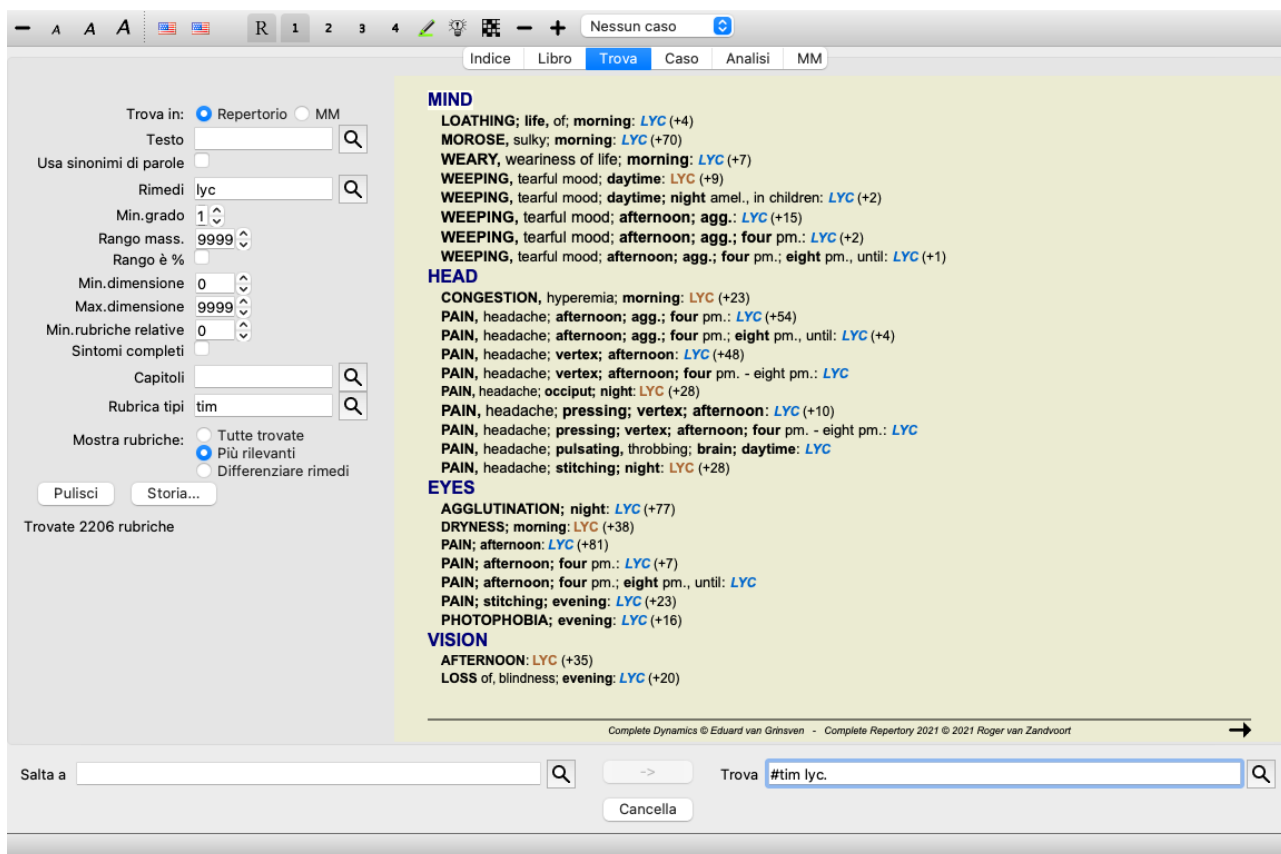 A A A R 1 2 3 4 Nessun caso
Indice Libro Trova Caso Analisi MM
Trova in: Repertorio MM
Testo
Usa sinonimi di parole
Rimedi lyc
Min.grado 1
Rango mass. 9999
Rango è %
Min.dimensione 0
Max.dimensione 9999
Min.rubriche relative 0
Sintomi completi
Capitoli
Rubrica tipi tim
Mostra rubriche: Tutte trovate
Più rilevanti
Differenziare rimedi
Pulisci Storia...
Trovate 2206 rubriche
MIND
LOATHING; life, of; morning: LYC (+4)
MOROSE, sulky; morning: LYC (+70)
WEARY, weariness of life; morning: LYC (+7)
WEEPING, tearful mood; daytime: LYC (+9)
WEEPING, tearful mood; daytime; night amel., in children: LYC (+2)
WEEPING, tearful mood; afternoon; agg.: LYC (+15)
WEEPING, tearful mood; afternoon; agg.; four pm.: LYC (+2)
WEEPING, tearful mood; afternoon; agg.; four pm.; eight pm., until: LYC (+1)
HEAD
CONGESTION, hyperemia; morning: LYC (+23)
PAIN, headache; afternoon; agg.; four pm.: LYC (+54)
PAIN, headache; afternoon; agg.; four pm.; eight pm., until: LYC (+4)
PAIN, headache; vertex; afternoon: LYC (+48)
PAIN, headache; vertex; afternoon; four pm. - eight pm.: LYC
PAIN, headache; occiput; night: LYC (+28)
PAIN, headache; pressing; vertex; afternoon: LYC (+10)
PAIN, headache; pressing; vertex; afternoon; four pm. - eight pm.: LYC
PAIN, headache; pulsating, throbbing; brain; daytime: LYC
PAIN, headache; stitching; night: LYC (+28)
EYES
AGGLUTINATION; night: LYC (+77)
DRYNESS; morning: LYC (+38)
PAIN; afternoon: LYC (+81)
PAIN; afternoon; four pm.: LYC (+7)
PAIN; afternoon; four pm.; eight pm., until: LYC
PAIN; stitching; evening: LYC (+23)
PHOTOPHOBIA; evening: LYC (+16)
VISION
AFTERNOON: LYC (+35)
LOSS of, blindness; evening: LYC (+20)
Complete Dynamics © Eduard van Grinsven - Complete Repertory 2021 © 2021 Roger van Zandvoort
Salta a -> Trova #tim lyc.
Cancella